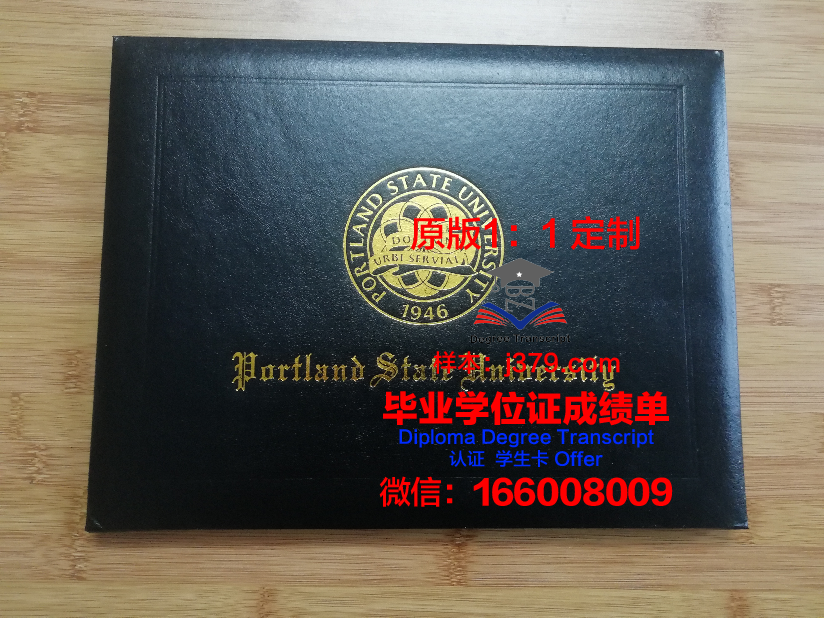 PORTLAND STATE UNIVERSITY
URBI SERVIAT
1946
原版1：1 定制
Degree Transcript
样本：j379.com
Portland State University
毕业学位证成绩单
Diploma Degree Transcript
认证 学生卡 Offer
微信：166008009